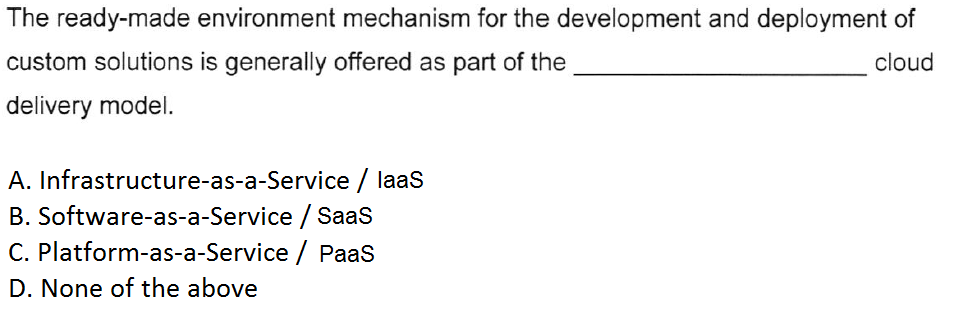 The ready-made environment mechanism for the development and deployment of
custom solutions is generally offered as part of the ____________________ cloud
delivery model.
A. Infrastructure-as-a-Service / IaaS
B. Software-as-a-Service / SaaS
C. Platform-as-a-Service / PaaS
D. None of the above